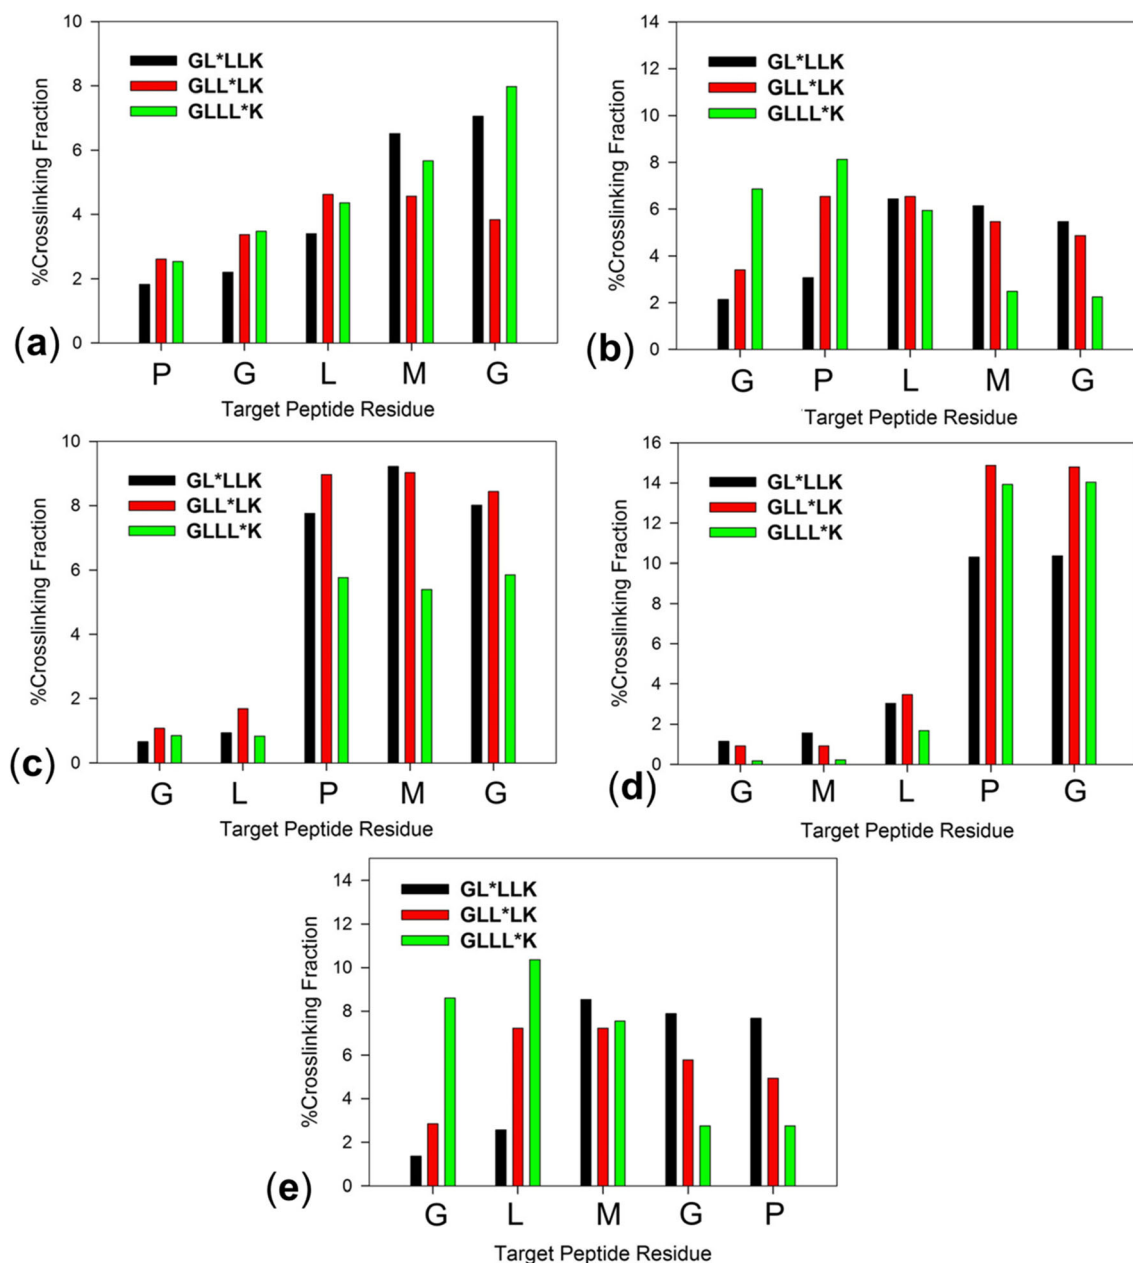 10
8
6
4
2
0
%Crosslinking Fraction
GL*LLK
GLL*LK
GLLL*K
(a)
P G L M G
Target Peptide Residue
14
12
10
8
6
4
2
0
%Crosslinking Fraction
GL*LLK
GLL*LK
GLLL*K
(b)
G P L M G
Target Peptide Residue
10
8
6
4
2
0
%Crosslinking Fraction
GL*LLK
GLL*LK
GLLL*K
(c)
G L P M G
Target Peptide Residue
16
14
12
10
8
6
4
2
0
%Crosslinking Fraction
GL*LLK
GLL*LK
GLLL*K
(d)
G M L P G
Target Peptide Residue
14
12
10
8
6
4
2
0
%Crosslinking Fraction
GL*LLK
GLL*LK
GLLL*K
(e)
G L M G P
Target Peptide Residue